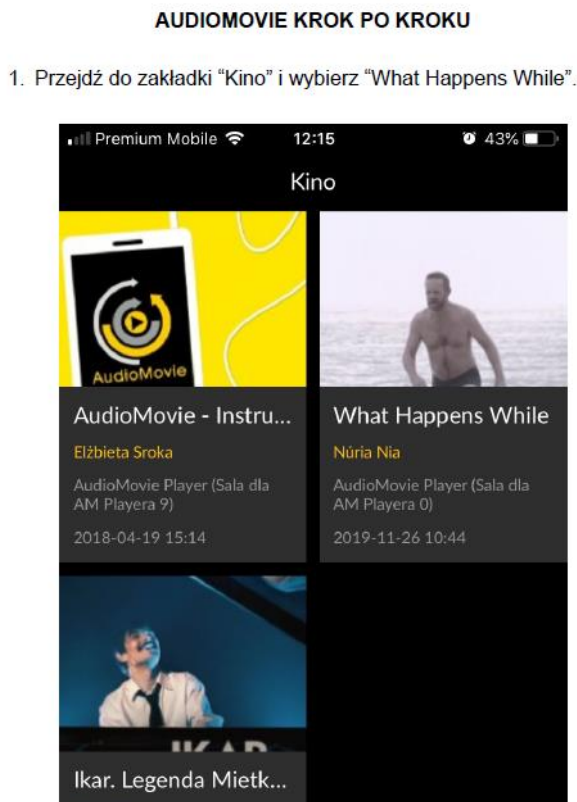 AUDIOMOVIE KROK PO KROKU
1. Przejdź do zakładki “Kino” i wybierz “What Happens While”.
Premium Mobile 12:15 43%
Kino
AudioMovie
AudioMovie - Instru...
Elżbieta Sroka
AudioMovie Player (Sala dla
AM Playera 9)
2018-04-19 15:14
What Happens While
Núria Nia
AudioMovie Player (Sala dla
AM Playera 0)
2019-11-26 10:44
IKAR
Ikar. Legenda Mietk...